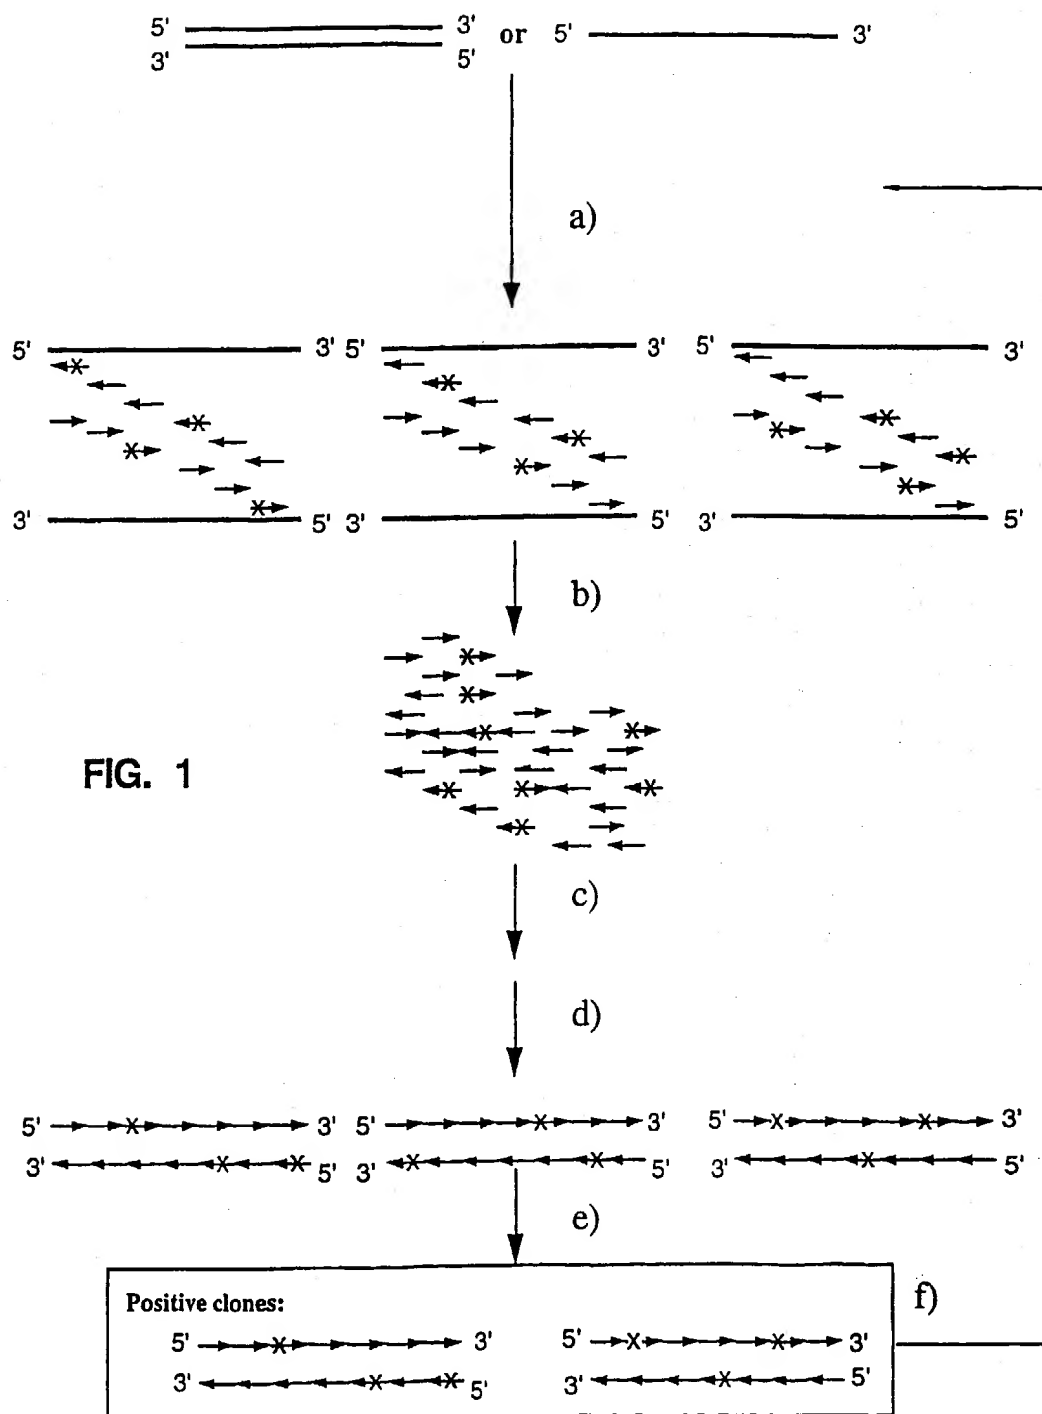 5' 3' or 5' 3'
3' 5'
a)
5' 3' 5' 3' 5' 3'
3' 5' 3' 5' 3' 5'
b)
FIG. 1
c)
d)
5' 3' 5' 3' 5' 3'
3' 5' 3' 5' 3' 5'
e)
Positive clones:
f)
5' 3' 5' 3'
3' 5' 3' 5'